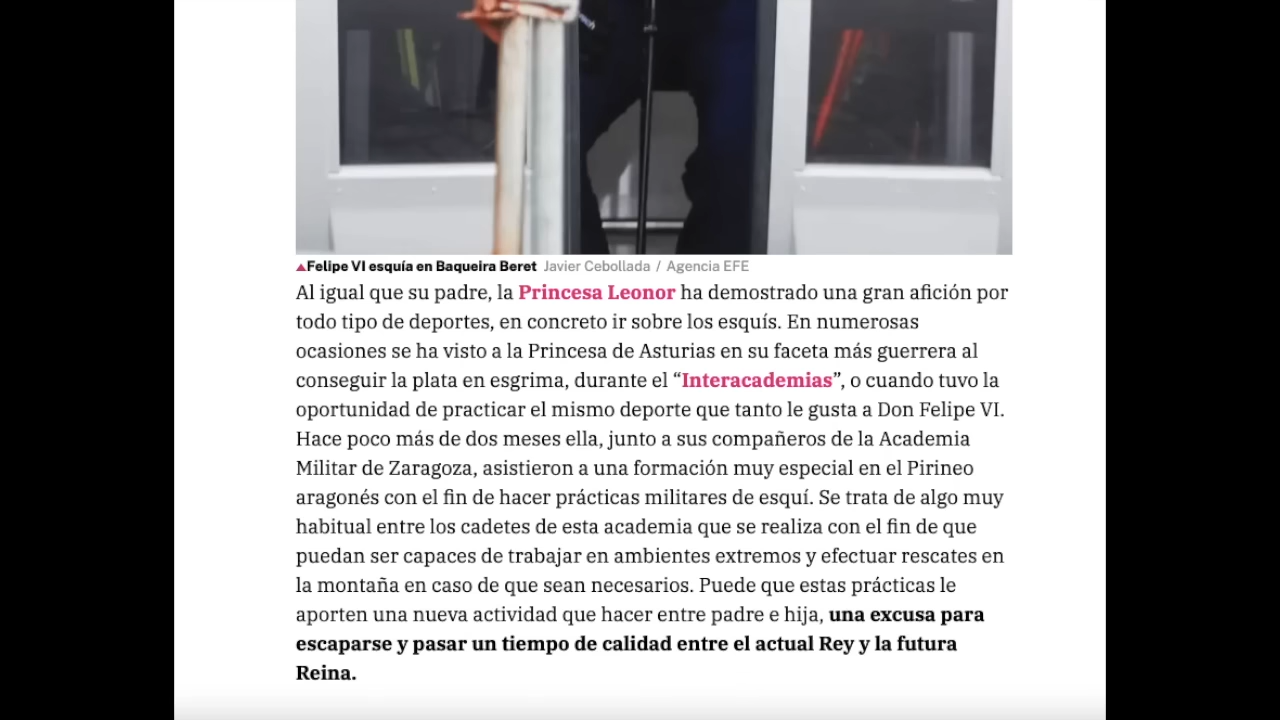 ▲Felipe VI esquía en Baqueira Beret Javier Cebollada / Agencia EFE
Al igual que su padre, la Princesa Leonor ha demostrado una gran afición por
todo tipo de deportes, en concreto ir sobre los esquís. En numerosas
ocasiones se ha visto a la Princesa de Asturias en su faceta más guerrera al
conseguir la plata en esgrima, durante el “Interacademias”, o cuando tuvo la
oportunidad de practicar el mismo deporte que tanto le gusta a Don Felipe VI.
Hace poco más de dos meses ella, junto a sus compañeros de la Academia
Militar de Zaragoza, asistieron a una formación muy especial en el Pirineo
aragonés con el fin de hacer prácticas militares de esquí. Se trata de algo muy
habitual entre los cadetes de esta academia que se realiza con el fin de que
puedan ser capaces de trabajar en ambientes extremos y efectuar rescates en
la montaña en caso de que sean necesarios. Puede que estas prácticas le
aporten una nueva actividad que hacer entre padre e hija, una excusa para
escaparse y pasar un tiempo de calidad entre el actual Rey y la futura
Reina.